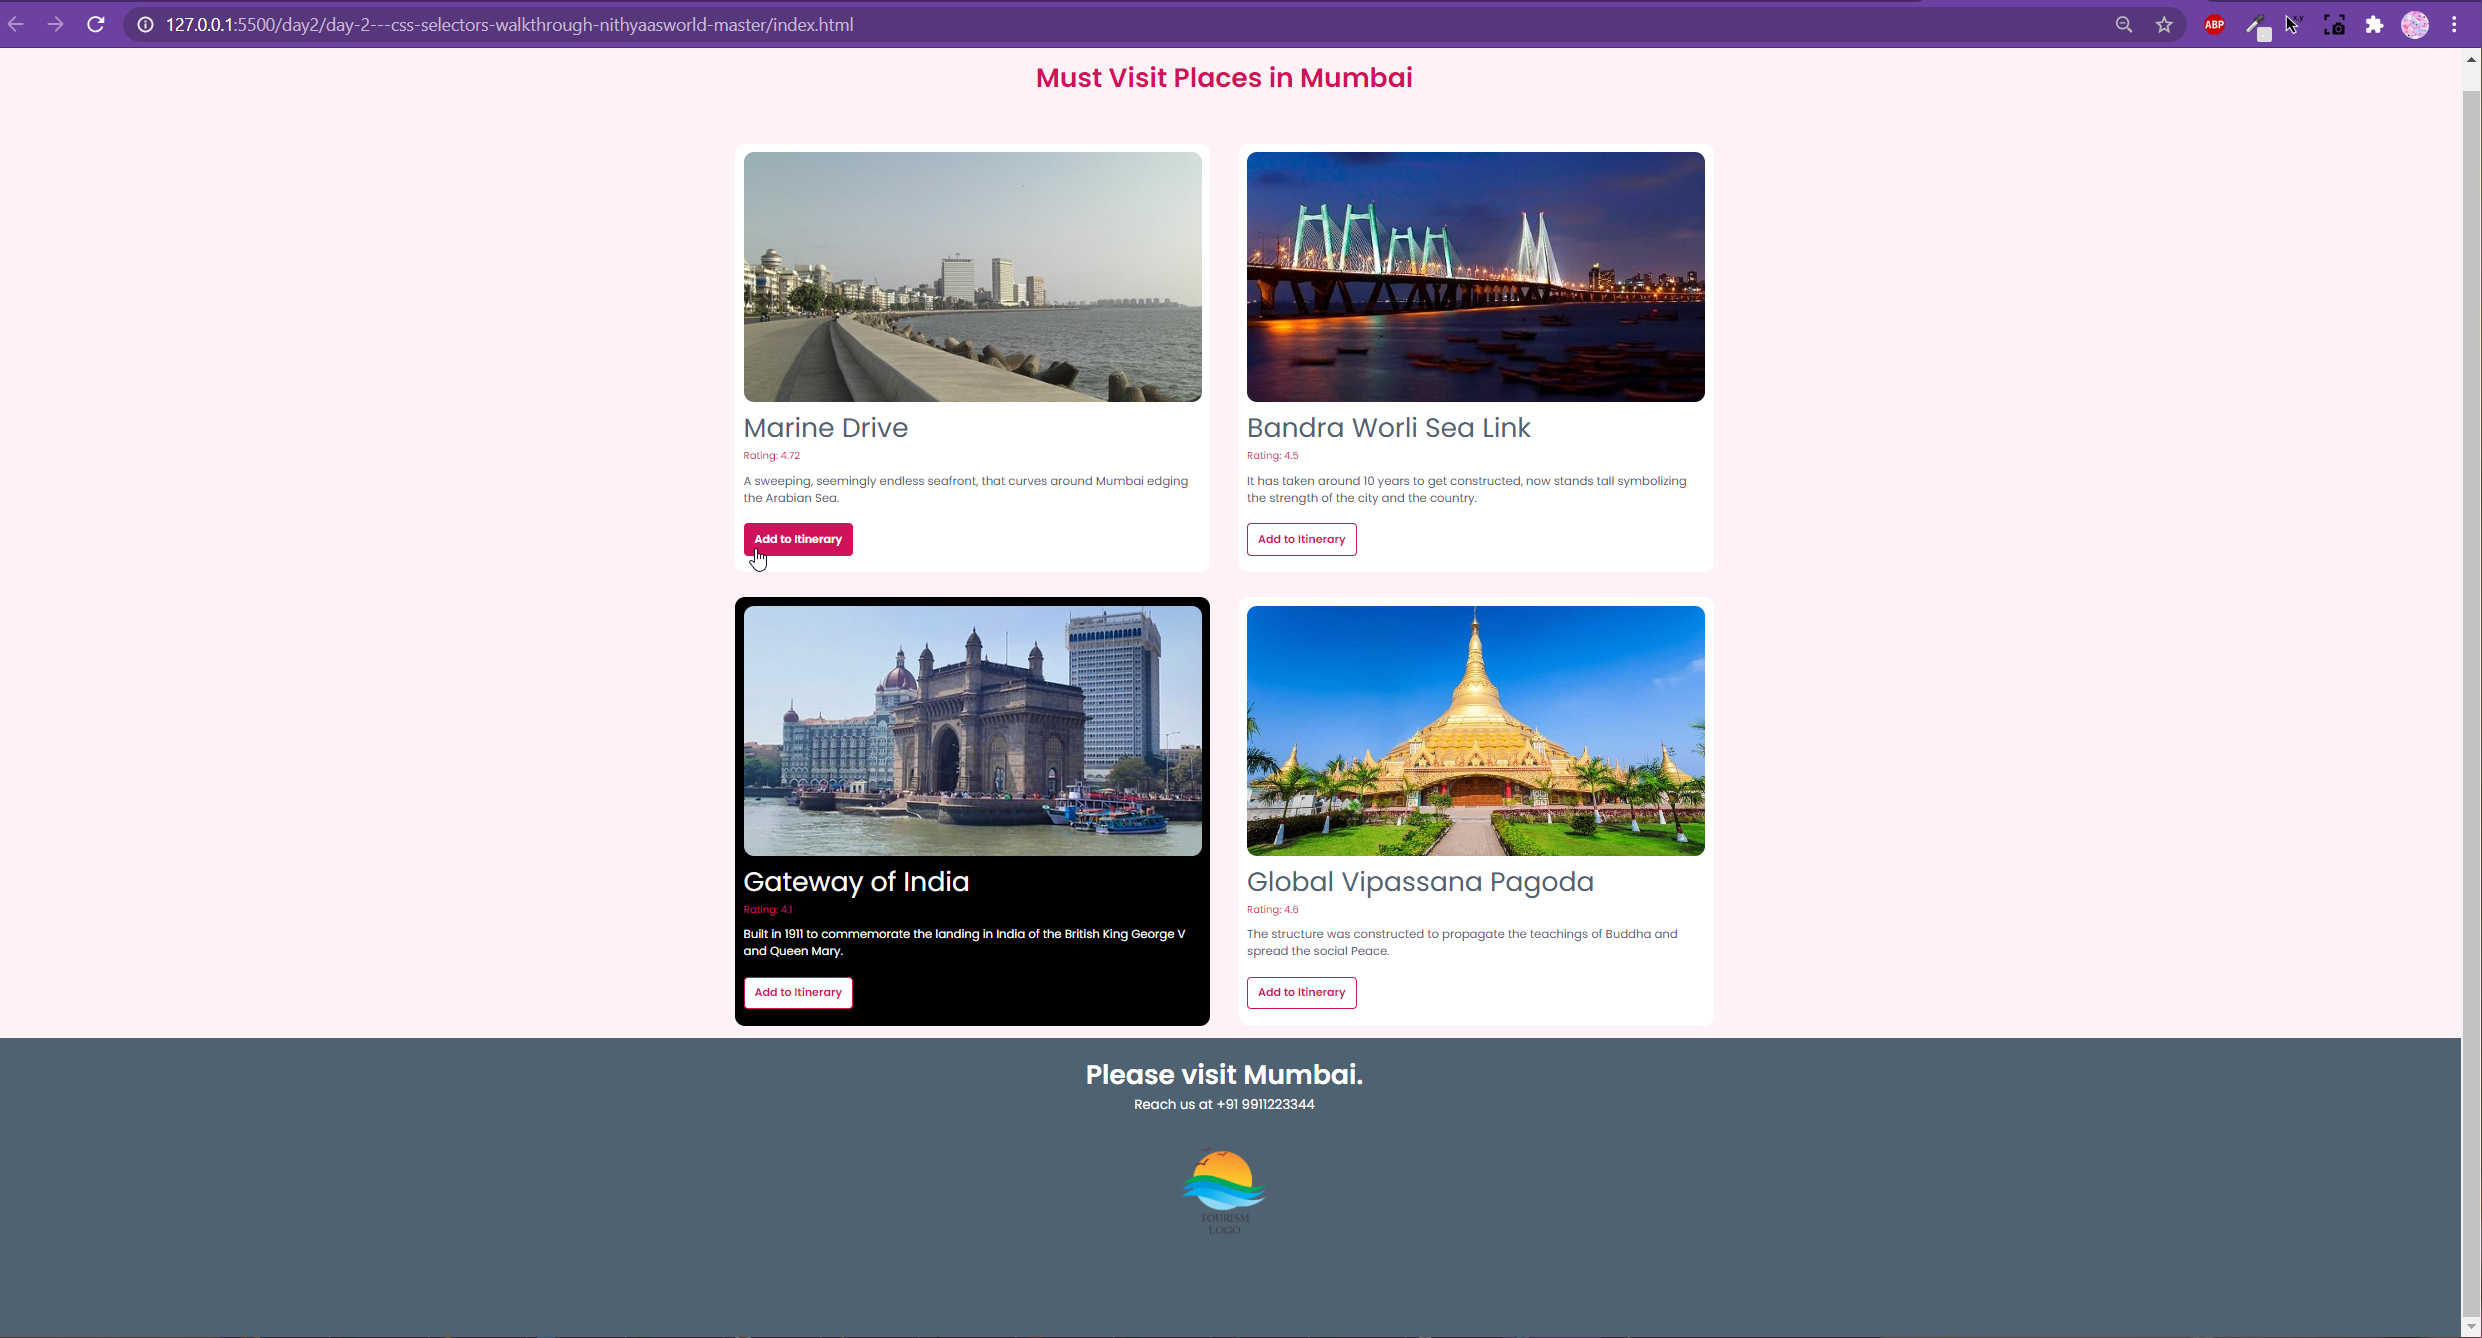 127.0.0.1:5500/day2/day-2---css-selectors-walkthrough-nithyaasworld-master/index.html
ABP
Must Visit Places in Mumbai
Marine Drive
Rating: 4.72
A sweeping, seemingly endless seafront, that curves around Mumbai edging
the Arabian Sea.
Add to Itinerary
Bandra Worli Sea Link
Rating: 4.5
It has taken around 10 years to get constructed, now stands tall symbolizing
the strength of the city and the country.
Add to Itinerary
Gateway of India
Rating: 4.1
Built in 1911 to commemorate the landing in India of the British King George V
and Queen Mary.
Add to Itinerary
Global Vipassana Pagoda
Rating: 4.6
The structure was constructed to propagate the teachings of Buddha and
spread the social Peace.
Add to Itinerary
Please visit Mumbai.
Reach us at +91 9911223344
TOURISM
LOGO